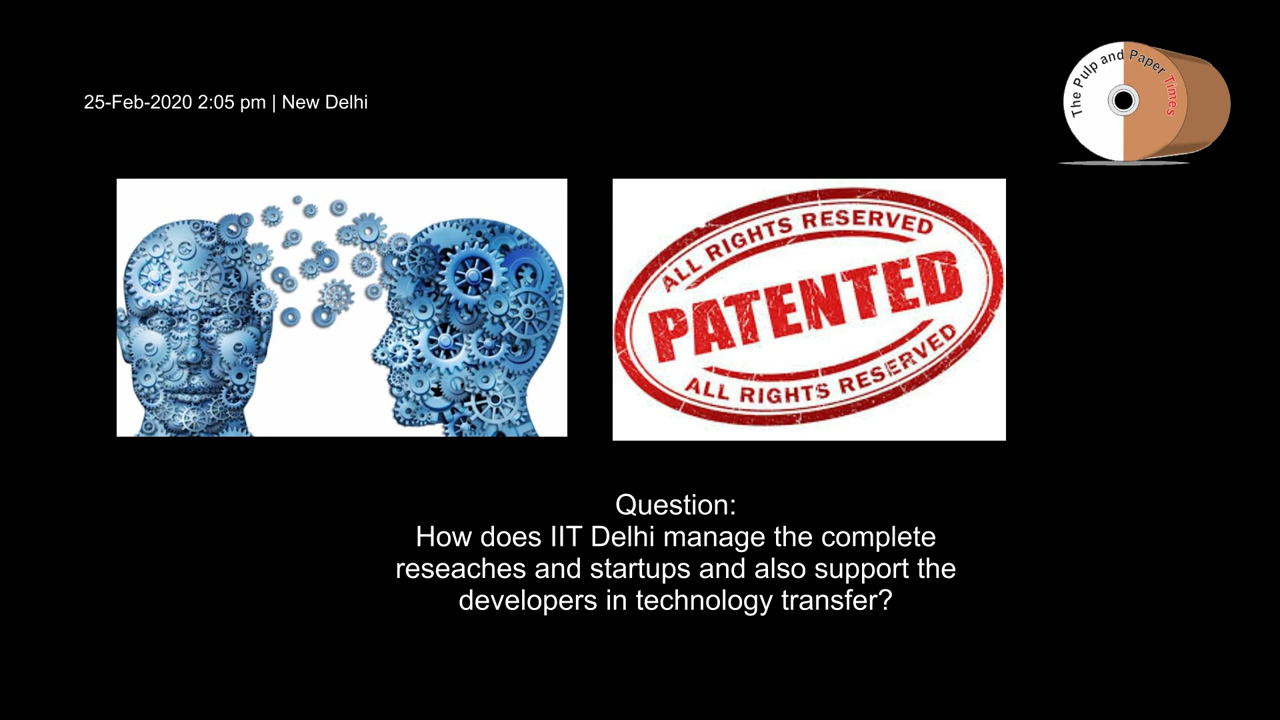 The Pulp and Paper Times
25-Feb-2020 2:05 pm | New Delhi
ALL RIGHTS RESERVED
PATENTED
ALL RIGHTS RESERVED
Question:
How does IIT Delhi manage the complete
reseaches and startups and also support the
developers in technology transfer?